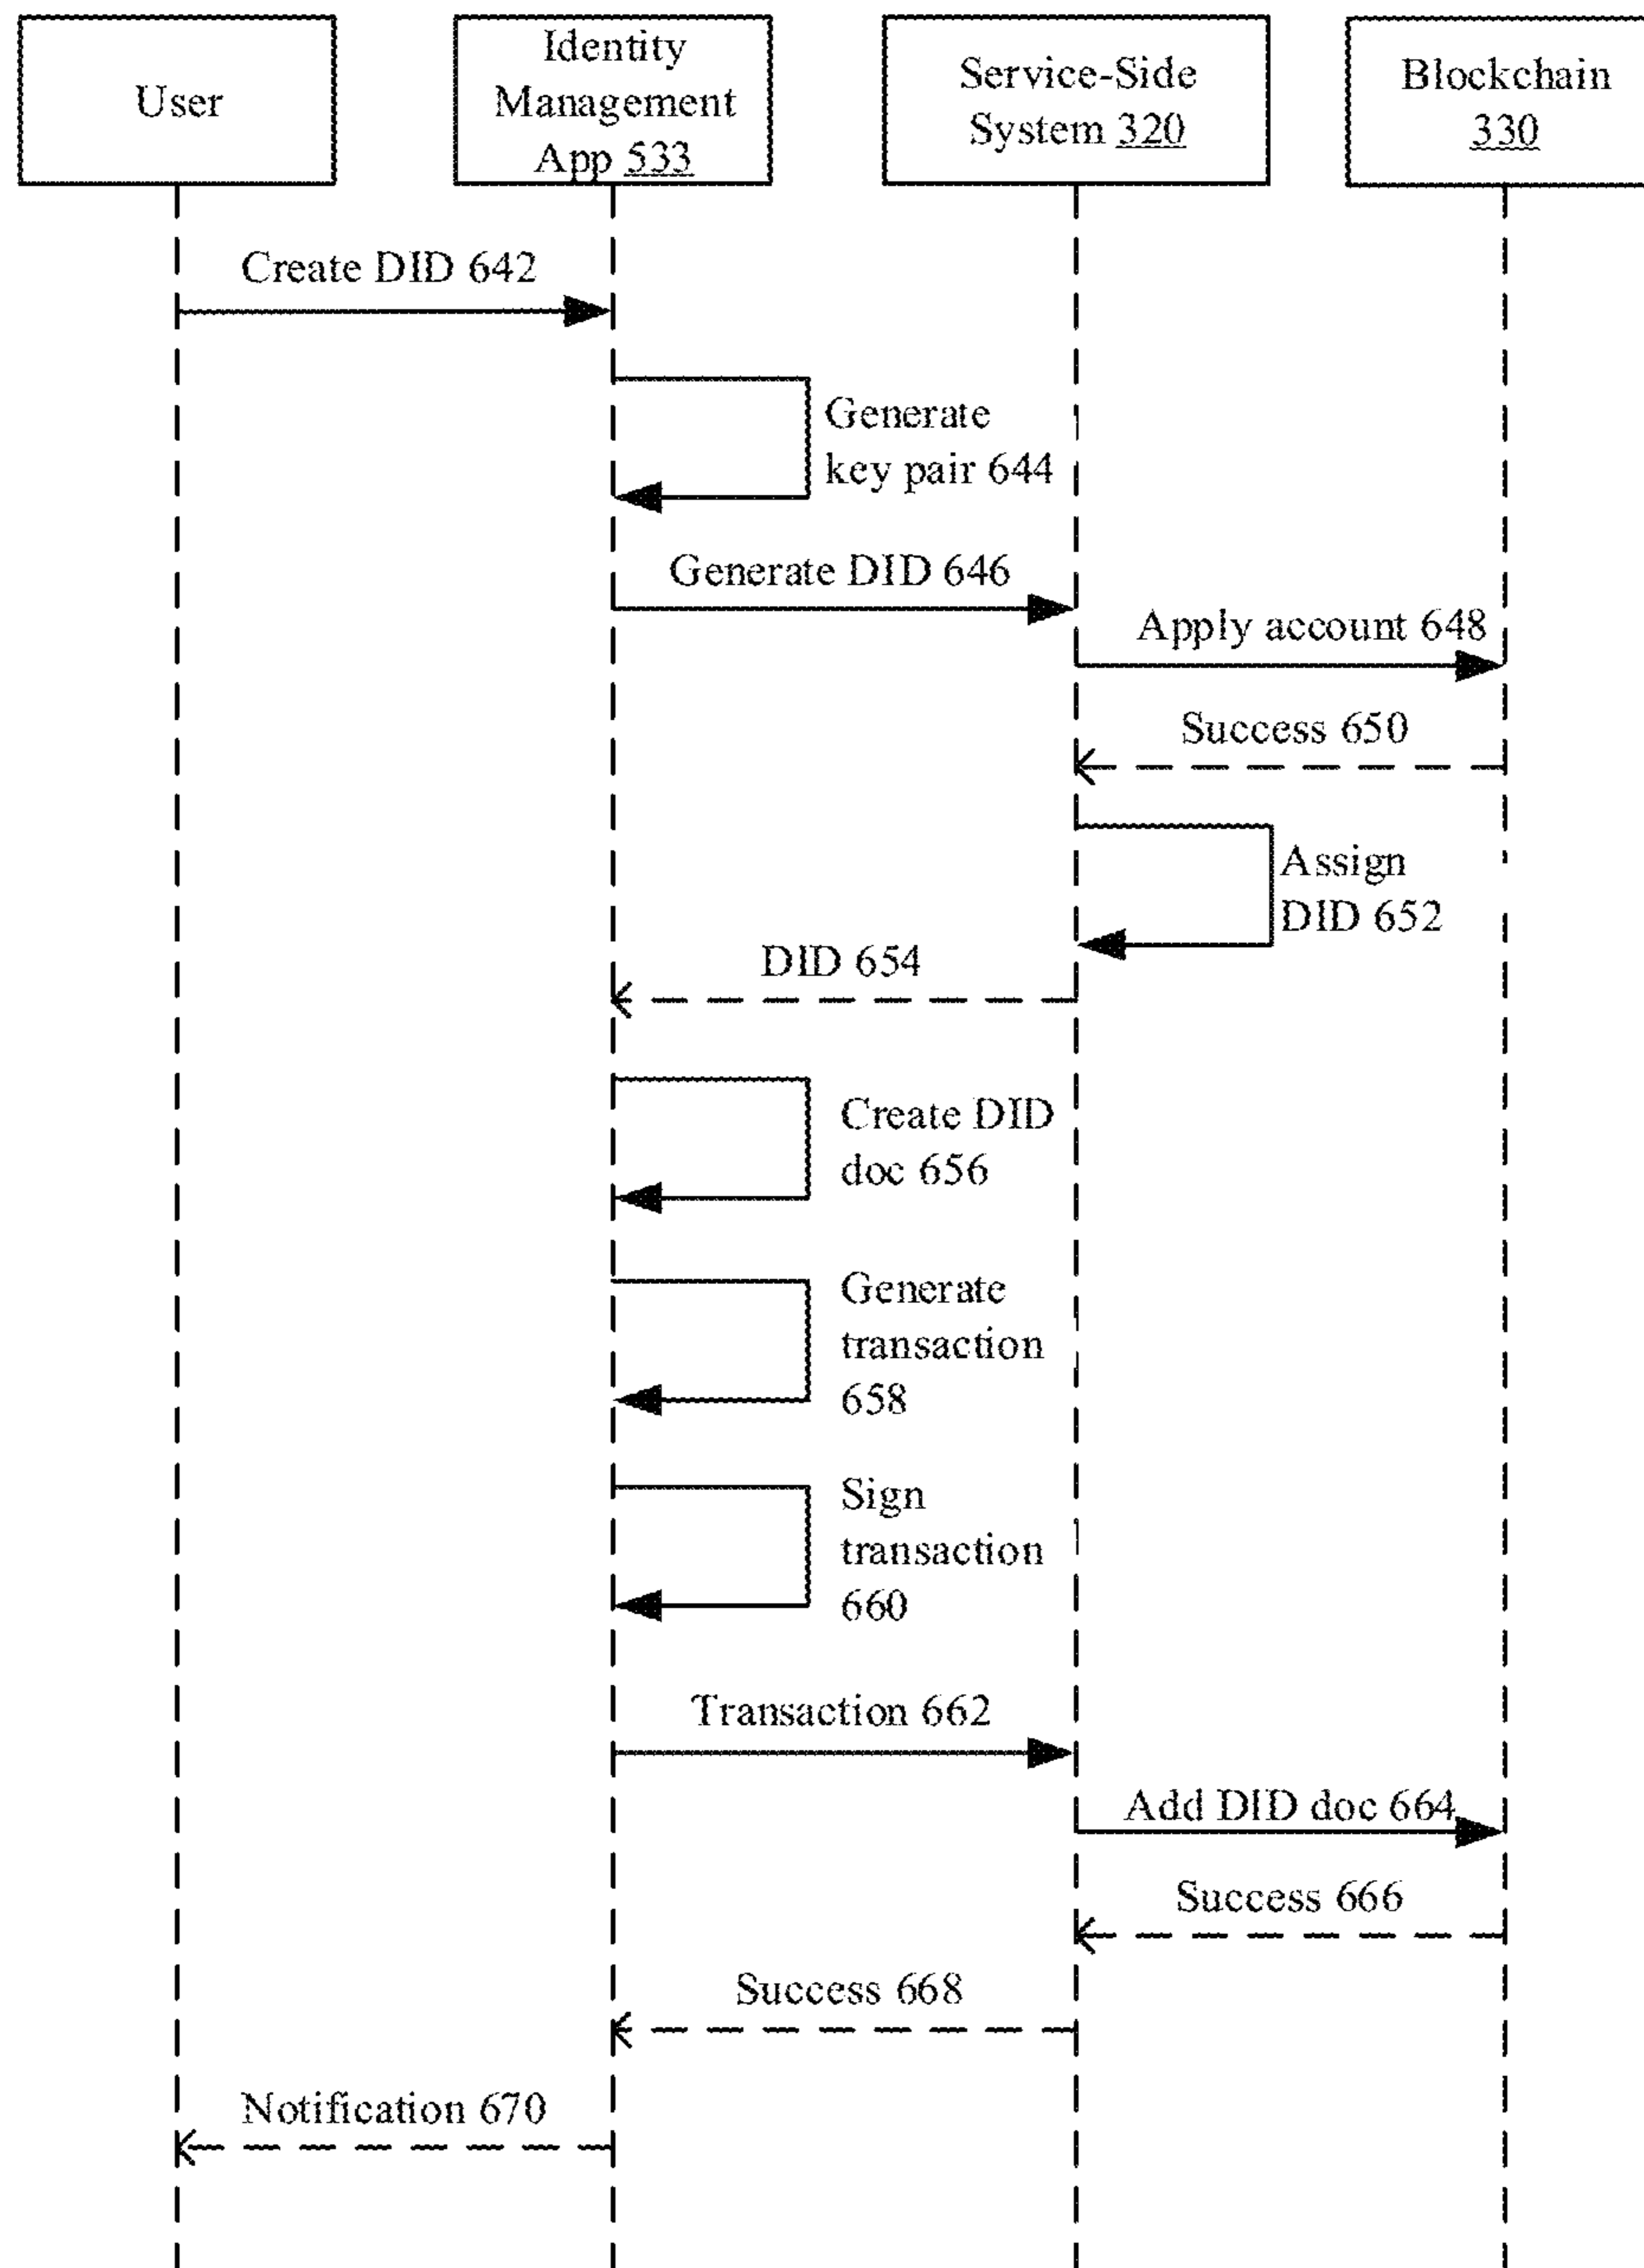 User
Identity
Management
App 533
Service-Side
System 320
Blockchain
330
Create DID 642
Generate
key pair 644
Generate DID 646
Apply account 648
Success 650
Assign
DID 652
DID 654
Create DID
doc 656
Generate
transaction
658
Sign
transaction
660
Transaction 662
Add DID doc 664
Success 666
Success 668
Notification 670